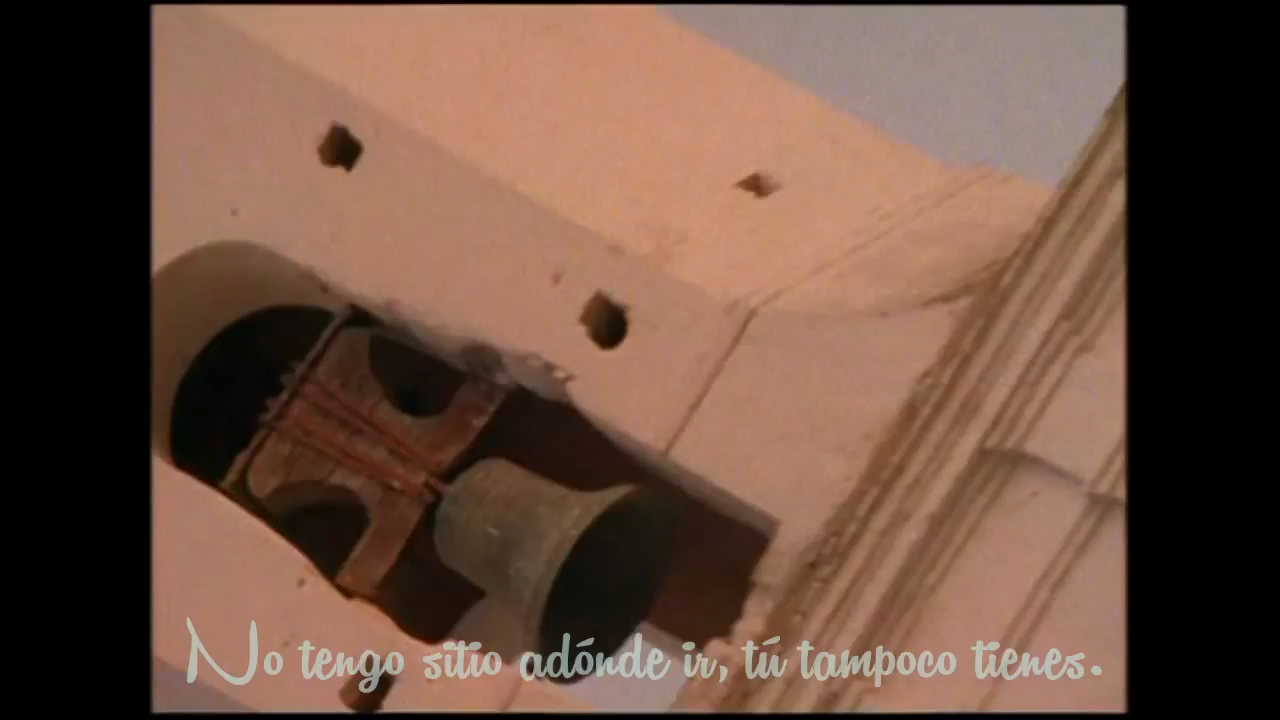 No tengo sitio adónde ir, tú tampoco tienes.